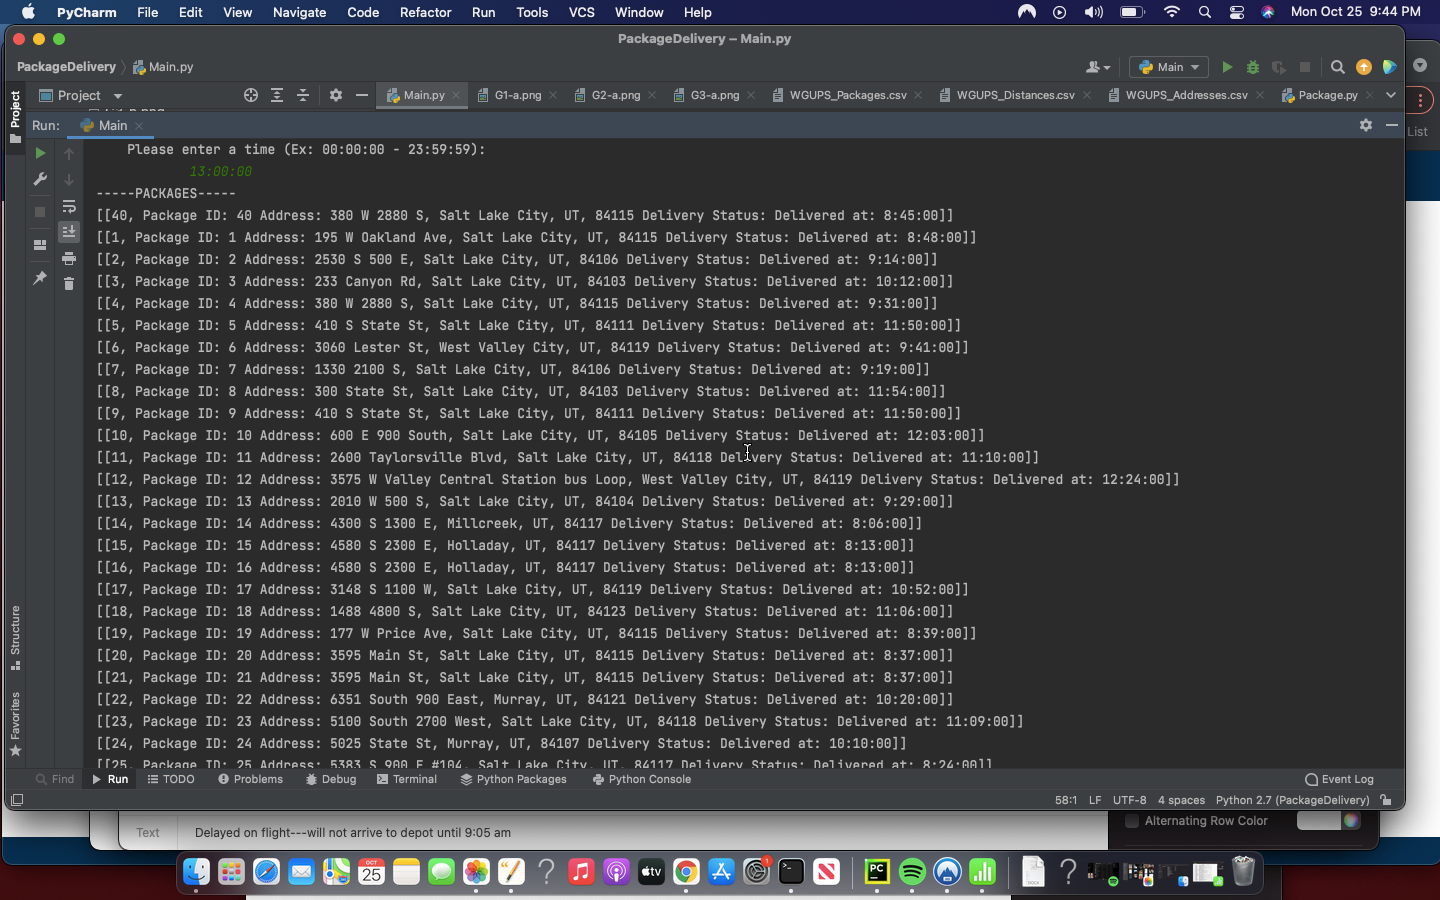 PyCharm File Edit View Navigate Code Refactor Run Tools VCS Window Help Mon Oct 25 9:44 PM
PackageDelivery – Main.py
PackageDelivery Main.py Main
Project Main.py G1-a.png G2-a.png G3-a.png WGUPS_Packages.csv WGUPS_Distances.csv WGUPS_Addresses.csv Package.py
Project
Run: Main
List
Please enter a time (Ex: 00:00:00 - 23:59:59):
13:00:00
-----PACKAGES-----
[[40, Package ID: 40 Address: 380 W 2880 S, Salt Lake City, UT, 84115 Delivery Status: Delivered at: 8:45:00]]
[[1, Package ID: 1 Address: 195 W Oakland Ave, Salt Lake City, UT, 84115 Delivery Status: Delivered at: 8:48:00]]
[[2, Package ID: 2 Address: 2530 S 500 E, Salt Lake City, UT, 84106 Delivery Status: Delivered at: 9:14:00]]
[[3, Package ID: 3 Address: 233 Canyon Rd, Salt Lake City, UT, 84103 Delivery Status: Delivered at: 10:12:00]]
[[4, Package ID: 4 Address: 380 W 2880 S, Salt Lake City, UT, 84115 Delivery Status: Delivered at: 9:31:00]]
[[5, Package ID: 5 Address: 410 S State St, Salt Lake City, UT, 84111 Delivery Status: Delivered at: 11:50:00]]
[[6, Package ID: 6 Address: 3060 Lester St, West Valley City, UT, 84119 Delivery Status: Delivered at: 9:41:00]]
[[7, Package ID: 7 Address: 1330 2100 S, Salt Lake City, UT, 84106 Delivery Status: Delivered at: 9:19:00]]
[[8, Package ID: 8 Address: 300 State St, Salt Lake City, UT, 84103 Delivery Status: Delivered at: 11:54:00]]
[[9, Package ID: 9 Address: 410 S State St, Salt Lake City, UT, 84111 Delivery Status: Delivered at: 11:50:00]]
[[10, Package ID: 10 Address: 600 E 900 South, Salt Lake City, UT, 84105 Delivery Status: Delivered at: 12:03:00]]
[[11, Package ID: 11 Address: 2600 Taylorsville Blvd, Salt Lake City, UT, 84118 Delivery Status: Delivered at: 11:10:00]]
[[12, Package ID: 12 Address: 3575 W Valley Central Station bus Loop, West Valley City, UT, 84119 Delivery Status: Delivered at: 12:24:00]]
[[13, Package ID: 13 Address: 2010 W 500 S, Salt Lake City, UT, 84104 Delivery Status: Delivered at: 9:29:00]]
[[14, Package ID: 14 Address: 4300 S 1300 E, Millcreek, UT, 84117 Delivery Status: Delivered at: 8:06:00]]
[[15, Package ID: 15 Address: 4580 S 2300 E, Holladay, UT, 84117 Delivery Status: Delivered at: 8:13:00]]
[[16, Package ID: 16 Address: 4580 S 2300 E, Holladay, UT, 84117 Delivery Status: Delivered at: 8:13:00]]
[[17, Package ID: 17 Address: 3148 S 1100 W, Salt Lake City, UT, 84119 Delivery Status: Delivered at: 10:52:00]]
[[18, Package ID: 18 Address: 1488 4800 S, Salt Lake City, UT, 84123 Delivery Status: Delivered at: 11:06:00]]
[[19, Package ID: 19 Address: 177 W Price Ave, Salt Lake City, UT, 84115 Delivery Status: Delivered at: 8:39:00]]
[[20, Package ID: 20 Address: 3595 Main St, Salt Lake City, UT, 84115 Delivery Status: Delivered at: 8:37:00]]
[[21, Package ID: 21 Address: 3595 Main St, Salt Lake City, UT, 84115 Delivery Status: Delivered at: 8:37:00]]
[[22, Package ID: 22 Address: 6351 South 900 East, Murray, UT, 84121 Delivery Status: Delivered at: 10:20:00]]
[[23, Package ID: 23 Address: 5100 South 2700 West, Salt Lake City, UT, 84118 Delivery Status: Delivered at: 11:09:00]]
[[24, Package ID: 24 Address: 5025 State St, Murray, UT, 84107 Delivery Status: Delivered at: 10:10:00]]
[[25, Package ID: 25 Address: 5383 S 900 E #104, Salt Lake City, UT, 84117 Delivery Status: Delivered at: 8:24:00]]
Structure
Favorites
Find Run TODO Problems Debug Terminal Python Packages Python Console Event Log
58:1 LF UTF-8 4 spaces Python 2.7 (PackageDelivery)
Text Delayed on flight---will not arrive to depot until 9:05 am
Alternating Row Color
OCT
25
tv
1
PC